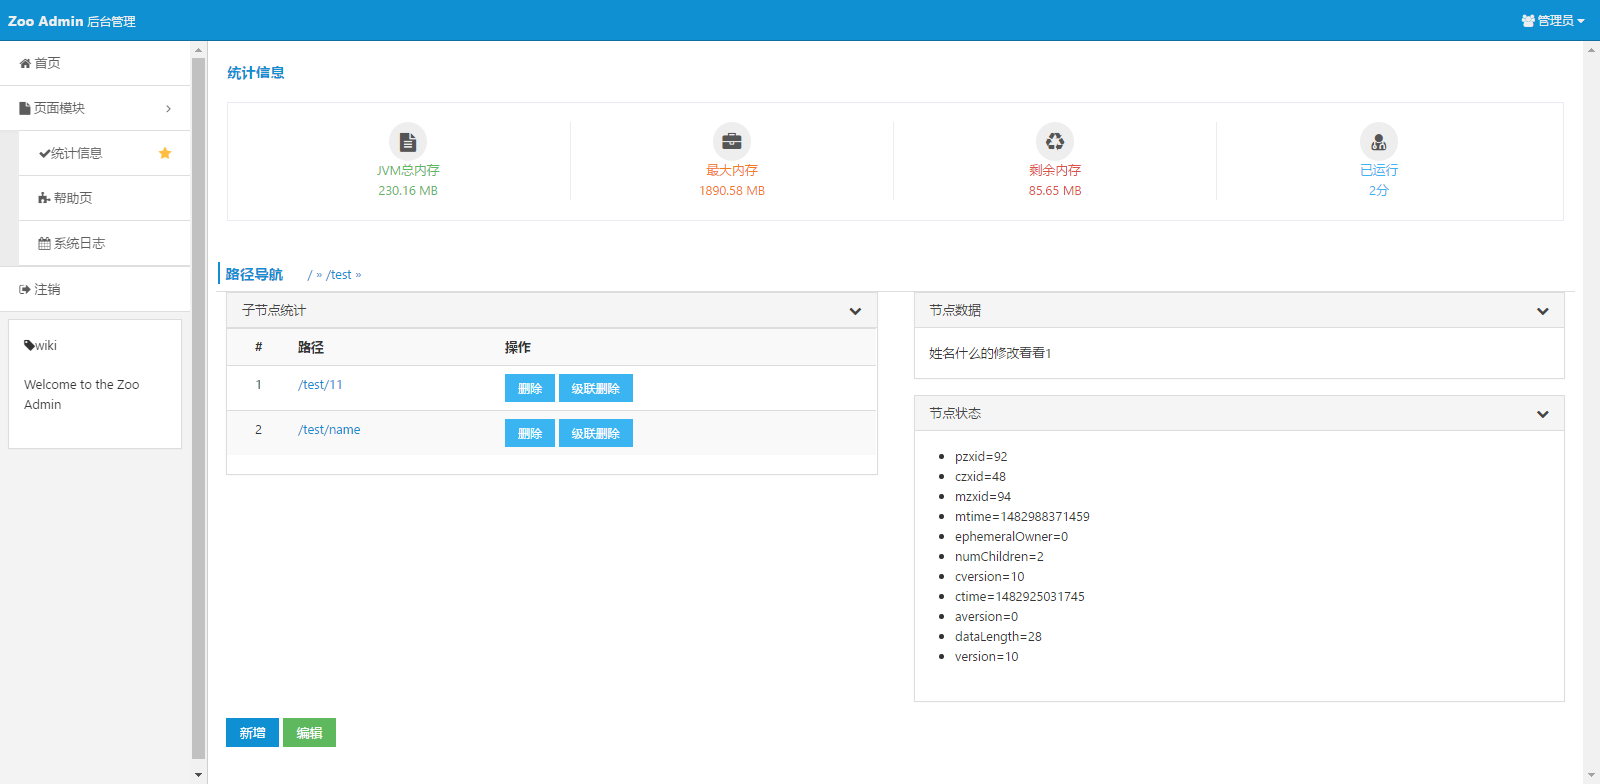 Zoo Admin 后台管理
管理员
首页
页面模块
统计信息
帮助页
系统日志
注销
wiki
Welcome to the Zoo
Admin
统计信息
JVM总内存
230.16 MB
最大内存
1890.58 MB
剩余内存
85.65 MB
已运行
2分
路径导航 / » /test »
子节点统计
# 路径 操作
1 /test/11 删除 级联删除
2 /test/name 删除 级联删除
节点数据
姓名什么的修改看看1
节点状态
pzxid=92
czxid=48
mzxid=94
mtime=1482988371459
ephemeralOwner=0
numChildren=2
cversion=10
ctime=1482925031745
aversion=0
dataLength=28
version=10
新增 编辑